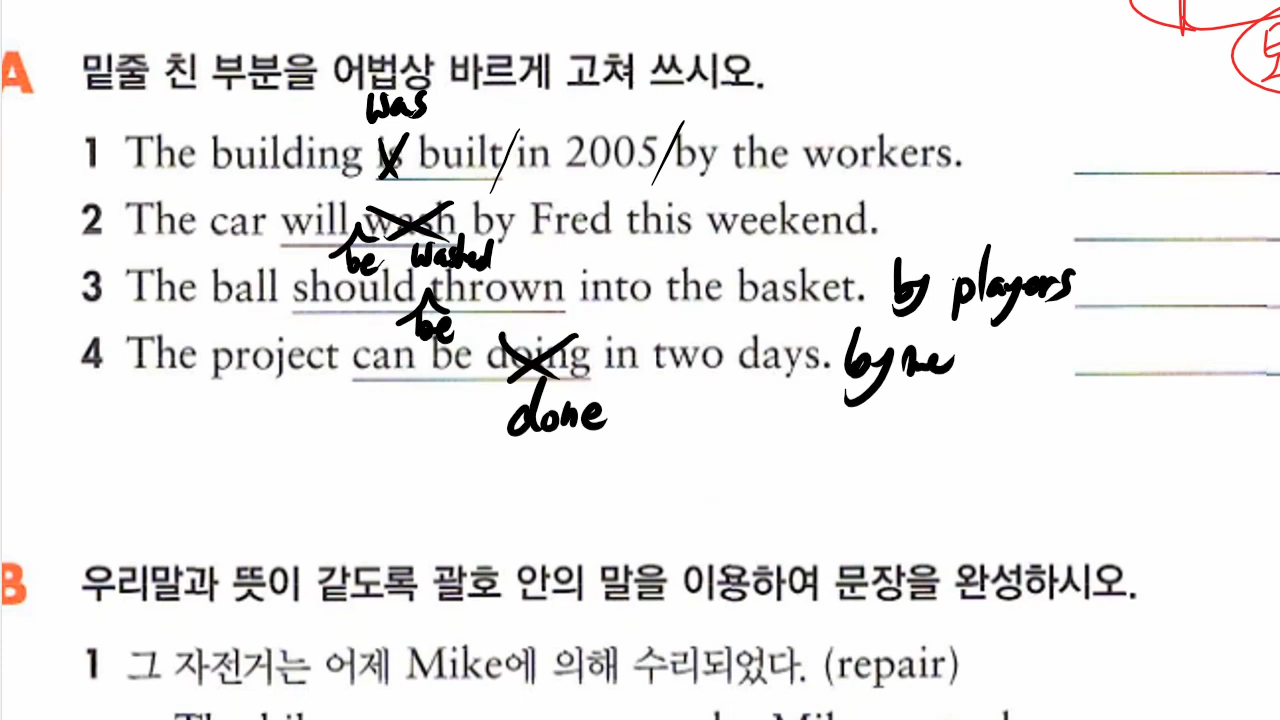 A 밑줄 친 부분을 어법상 바르게 고쳐 쓰시오.
was
1 The building is built/in 2005/by the workers.
2 The car will wash by Fred this weekend.
be washed
3 The ball should thrown into the basket. by players
be
4 The project can be doing in two days. by me
done
B 우리말과 뜻이 같도록 괄호 안의 말을 이용하여 문장을 완성하시오.
1 그 자전거는 어제 Mike에 의해 수리되었다. (repair)